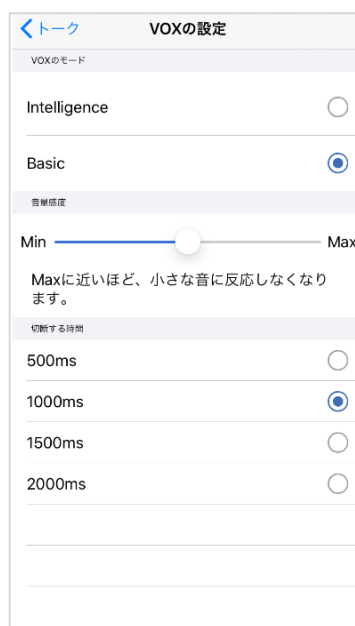 トーク VOXの設定
VOXのモード
Intelligence
Basic
音量感度
Min Max
Maxに近いほど、小さな音に反応しなくなり
ます。
切断する時間
500ms
1000ms
1500ms
2000ms